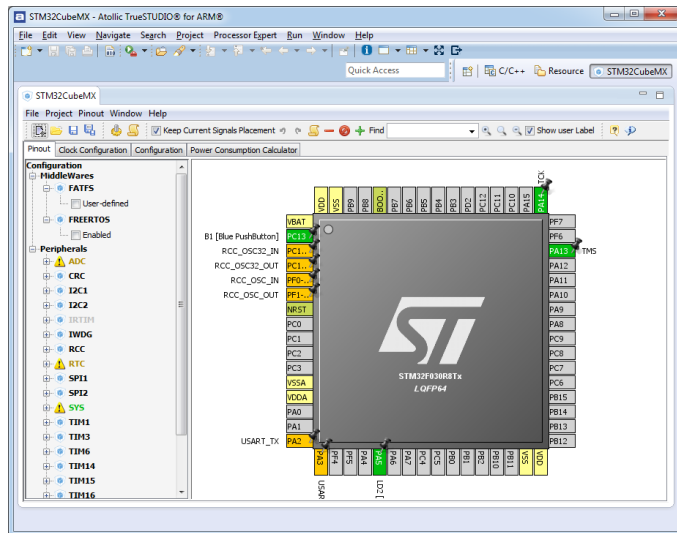 STM32CubeMX - Atollic TrueSTUDIO® for ARM®
File Edit View Navigate Search Project Processor Expert Run Window Help
Quick Access
C/C++
Resource
STM32CubeMX
STM32CubeMX
File Project Pinout Window Help
Keep Current Signals Placement
Find
Show user Label
Pinout Clock Configuration Configuration Power Consumption Calculator
Configuration
MiddleWares
FATFS
User-defined
FREERTOS
Enabled
Peripherals
ADC
CRC
I2C1
I2C2
IRTIM
IWDG
RCC
RTC
SPI1
SPI2
SYS
TIM1
TIM3
TIM6
TIM14
TIM15
TIM16
TCK
VDD
VSS
PB9
PB8
BOO..
PB7
PB6
PB5
PB4
PB3
PD2
PC12
PC11
PC10
PA15
PA14
VBAT
B1 [Blue PushButton] PC13
RCC_OSC32_IN PC1..
RCC_OSC32_OUT PC1..
RCC_OSC_IN PF0-..
RCC_OSC_OUT PF1-..
NRST
PC0
PC1
PC2
PC3
VSSA
VDDA
PA0
PA1
USART_TX PA2
STM32F030R8Tx
LQFP64
PF7
PF6
PA13 TMS
PA12
PA11
PA10
PA9
PA8
PC9
PC8
PC7
PC6
PB15
PB14
PB13
PB12
PA3
PF4
PF5
PA4
PA5
PA6
PA7
PC4
PC5
PB0
PB1
PB2
PB10
PB11
VSS
VDD
USAR
LD2 [